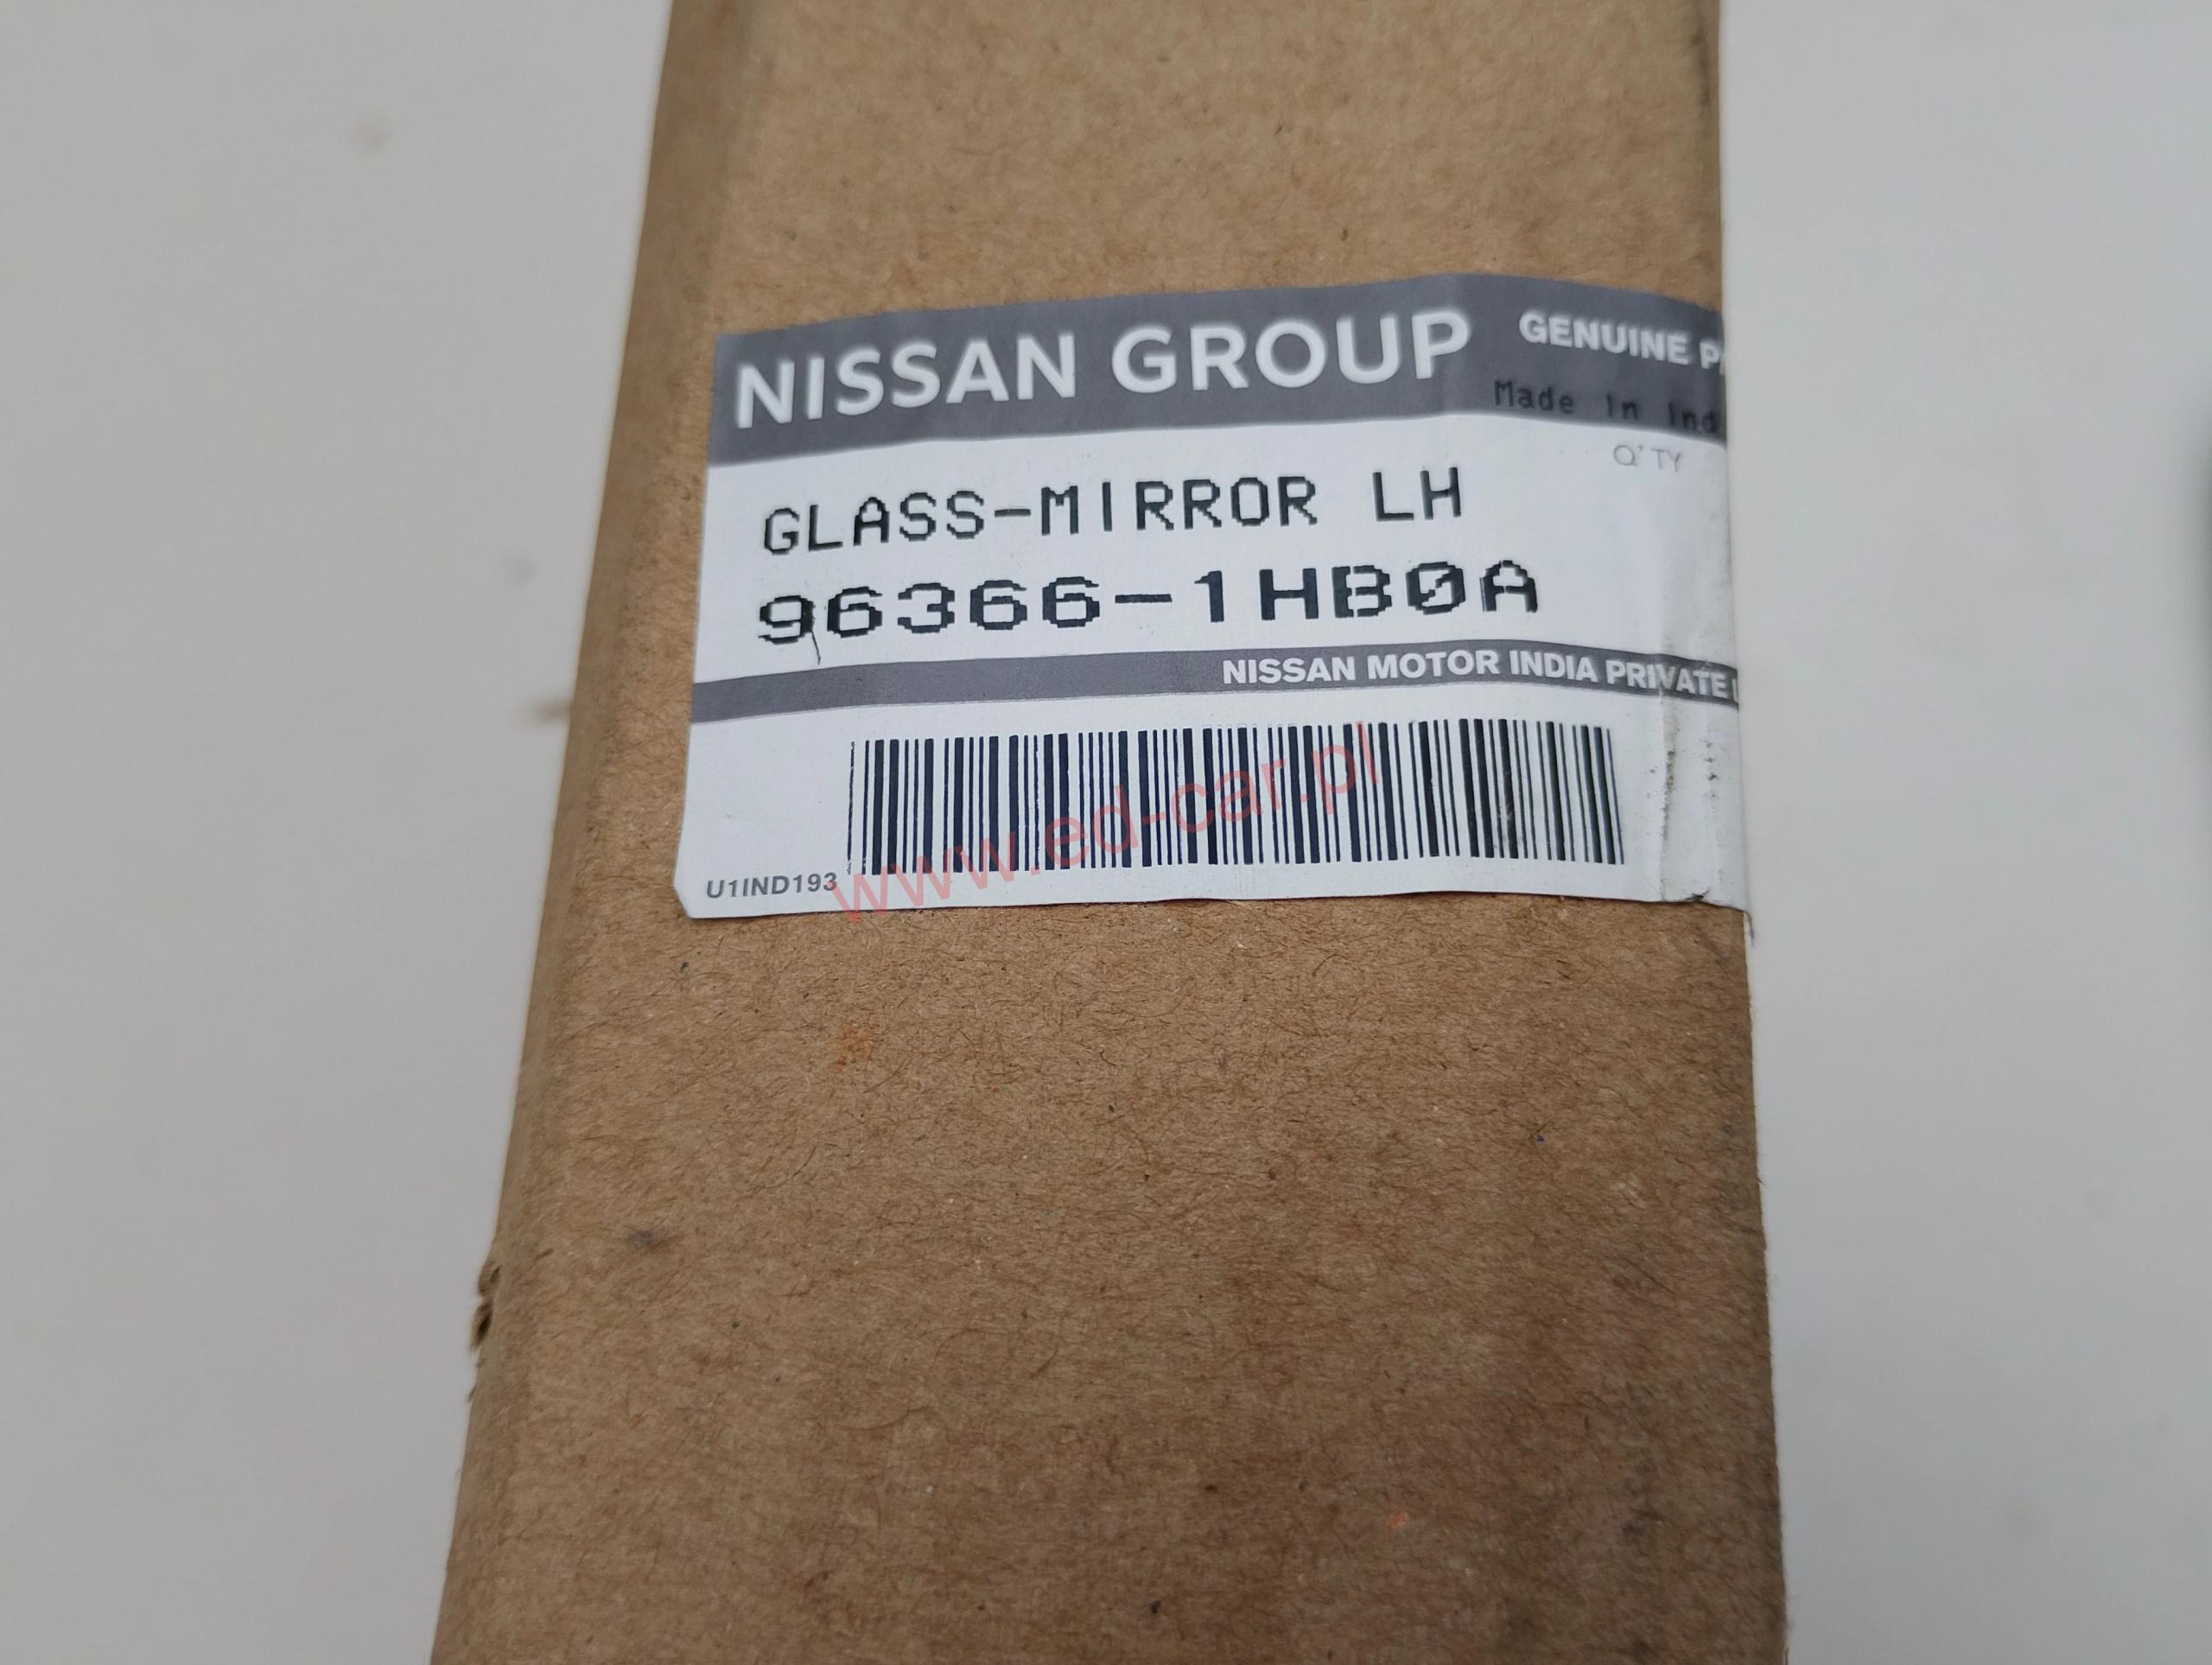 NISSAN GROUP
GENUINE
Made in
Q'TY
GLASS-MIRROR LH
96366-1HB0A
NISSAN MOTOR INDIA PRIVATE
U1IND193
www.ed-car.pl